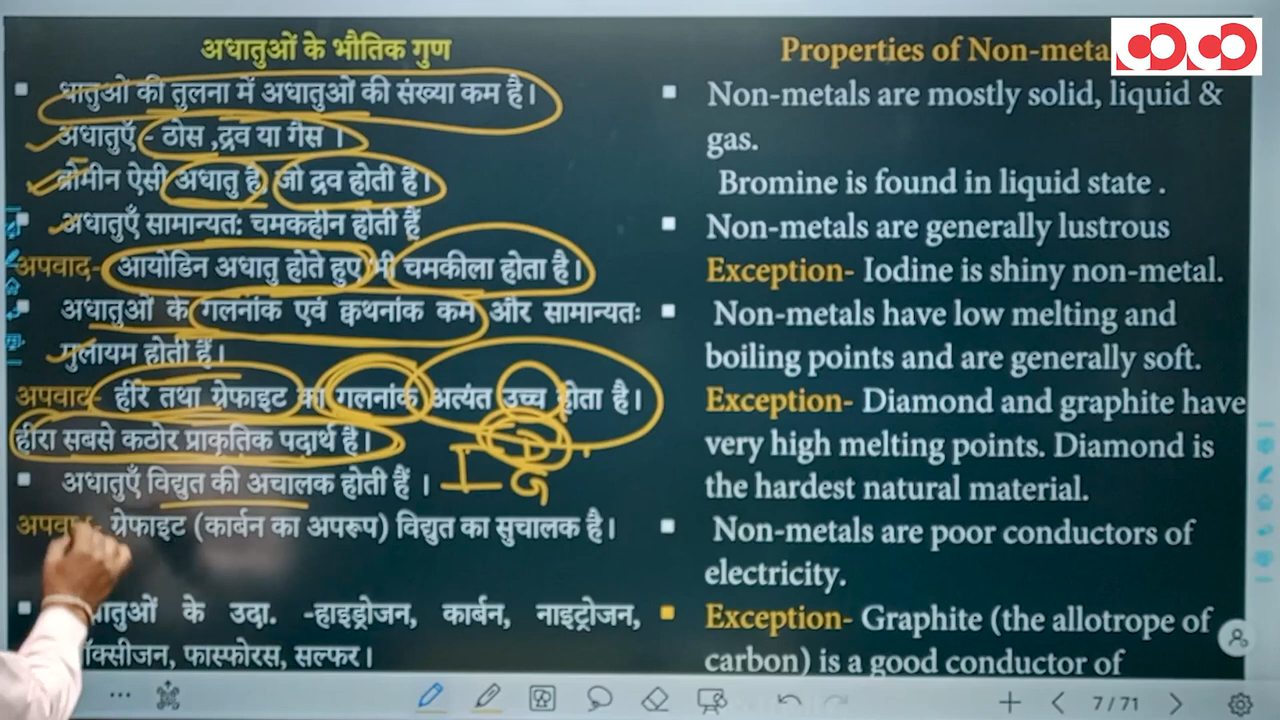 अधातुओं के भौतिक गुण
धातुओं की तुलना में अधातुओं की संख्या कम है।
अधातुएँ - ठोस ,द्रव या गैस ।
ब्रोमीन ऐसी अधातु है, जो द्रव होती है।
अधातुएँ सामान्यत: चमकहीन होती हैं
अपवाद- आयोडिन अधातु होते हुए भी चमकीला होता है।
अधातुओं के गलनांक एवं क्वथनांक कम और सामान्यतः
मुलायम होती हैं।
अपवाद- हीरे तथा ग्रेफाइट का गलनांक अत्यंत उच्च होता है।
हीरा सबसे कठोर प्राकृतिक पदार्थ है।
अधातुएँ विद्युत की अचालक होती हैं ।
ग्रेफाइट (कार्बन का अपरूप) विद्युत का सुचालक है।
के उदा. -हाइड्रोजन, कार्बन, नाइट्रोजन,
फास्फोरस, सल्फर।
Properties of
Non-metals are mostly solid, liquid &
gas.
Bromine is found in liquid state .
Non-metals are generally lustrous
Exception- Iodine is shiny non-metal.
Non-metals have low melting and
boiling points and are generally soft.
Exception- Diamond and graphite have
very high melting points. Diamond is
the hardest natural material.
Non-metals are poor conductors of
electricity.
Exception- Graphite (the allotrope of
carbon) is a good conductor of
7/71